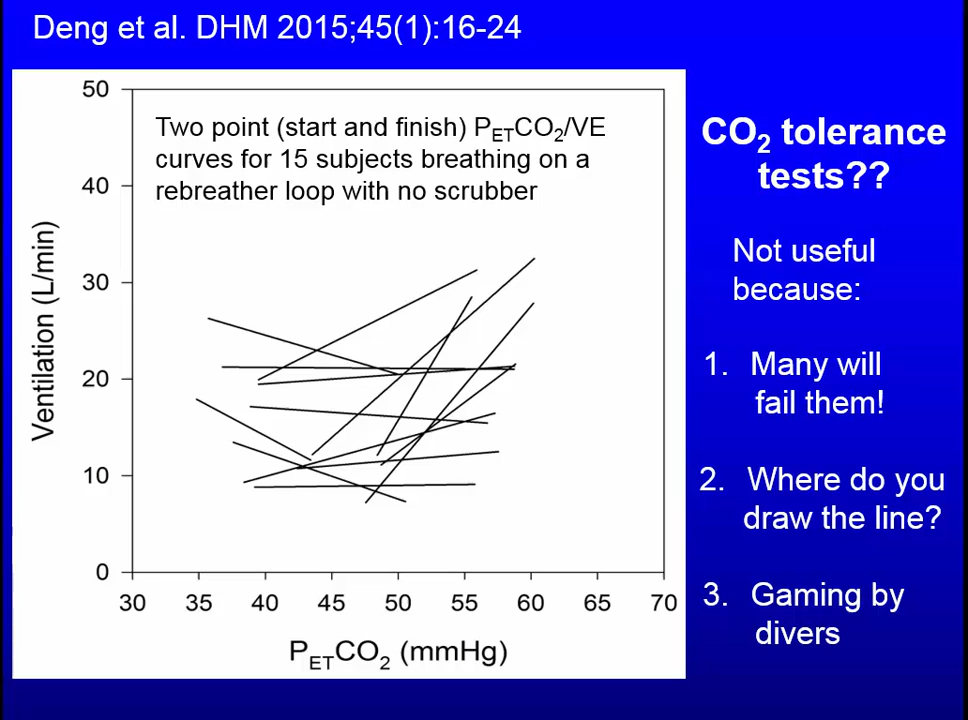 Deng et al. DHM 2015;45(1):16-24
Two point (start and finish) PETCO2/VE
curves for 15 subjects breathing on a
rebreather loop with no scrubber
50
40
30
20
10
0
Ventilation (L/min)
30 35 40 45 50 55 60 65 70
PETCO2 (mmHg)
CO2 tolerance
tests??
Not useful
because:
1. Many will
fail them!
2. Where do you
draw the line?
3. Gaming by
divers